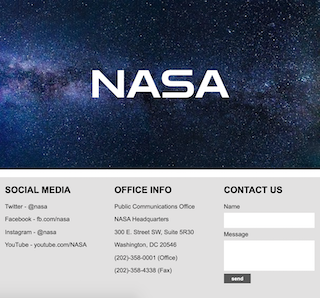 NASA
SOCIAL MEDIA
Twitter - @nasa
Facebook - fb.com/nasa
Instagram - @nasa
YouTube - youtube.com/NASA
OFFICE INFO
Public Communications Office
NASA Headquarters
300 E. Street SW, Suite 5R30
Washington, DC 20546
(202)-358-0001 (Office)
(202)-358-4338 (Fax)
CONTACT US
Name
Message
send